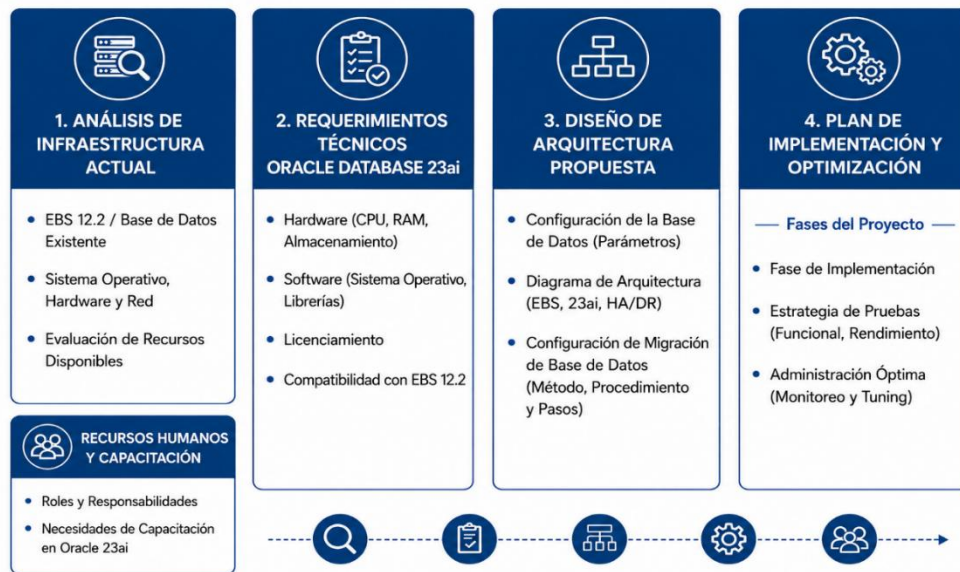 1. ANÁLISIS DE
INFRAESTRUCTURA
ACTUAL
• EBS 12.2 / Base de Datos
Existente
• Sistema Operativo,
Hardware y Red
• Evaluación de Recursos
Disponibles
RECURSOS HUMANOS
Y CAPACITACIÓN
• Roles y Responsabilidades
• Necesidades de Capacitación
en Oracle 23ai
2. REQUERIMIENTOS
TÉCNICOS
ORACLE DATABASE 23ai
• Hardware (CPU, RAM,
Almacenamiento)
• Software (Sistema Operativo,
Librerías)
• Licenciamiento
• Compatibilidad con EBS 12.2
3. DISEÑO DE
ARQUITECTURA
PROPUESTA
• Configuración de la Base
de Datos (Parámetros)
• Diagrama de Arquitectura
(EBS, 23ai, HA/DR)
• Configuración de Migración
de Base de Datos
(Método, Procedimiento
y Pasos)
4. PLAN DE
IMPLEMENTACIÓN Y
OPTIMIZACIÓN
Fases del Proyecto
• Fase de Implementación
• Estrategia de Pruebas
(Funcional, Rendimiento)
• Administración Óptima
(Monitoreo y Tuning)